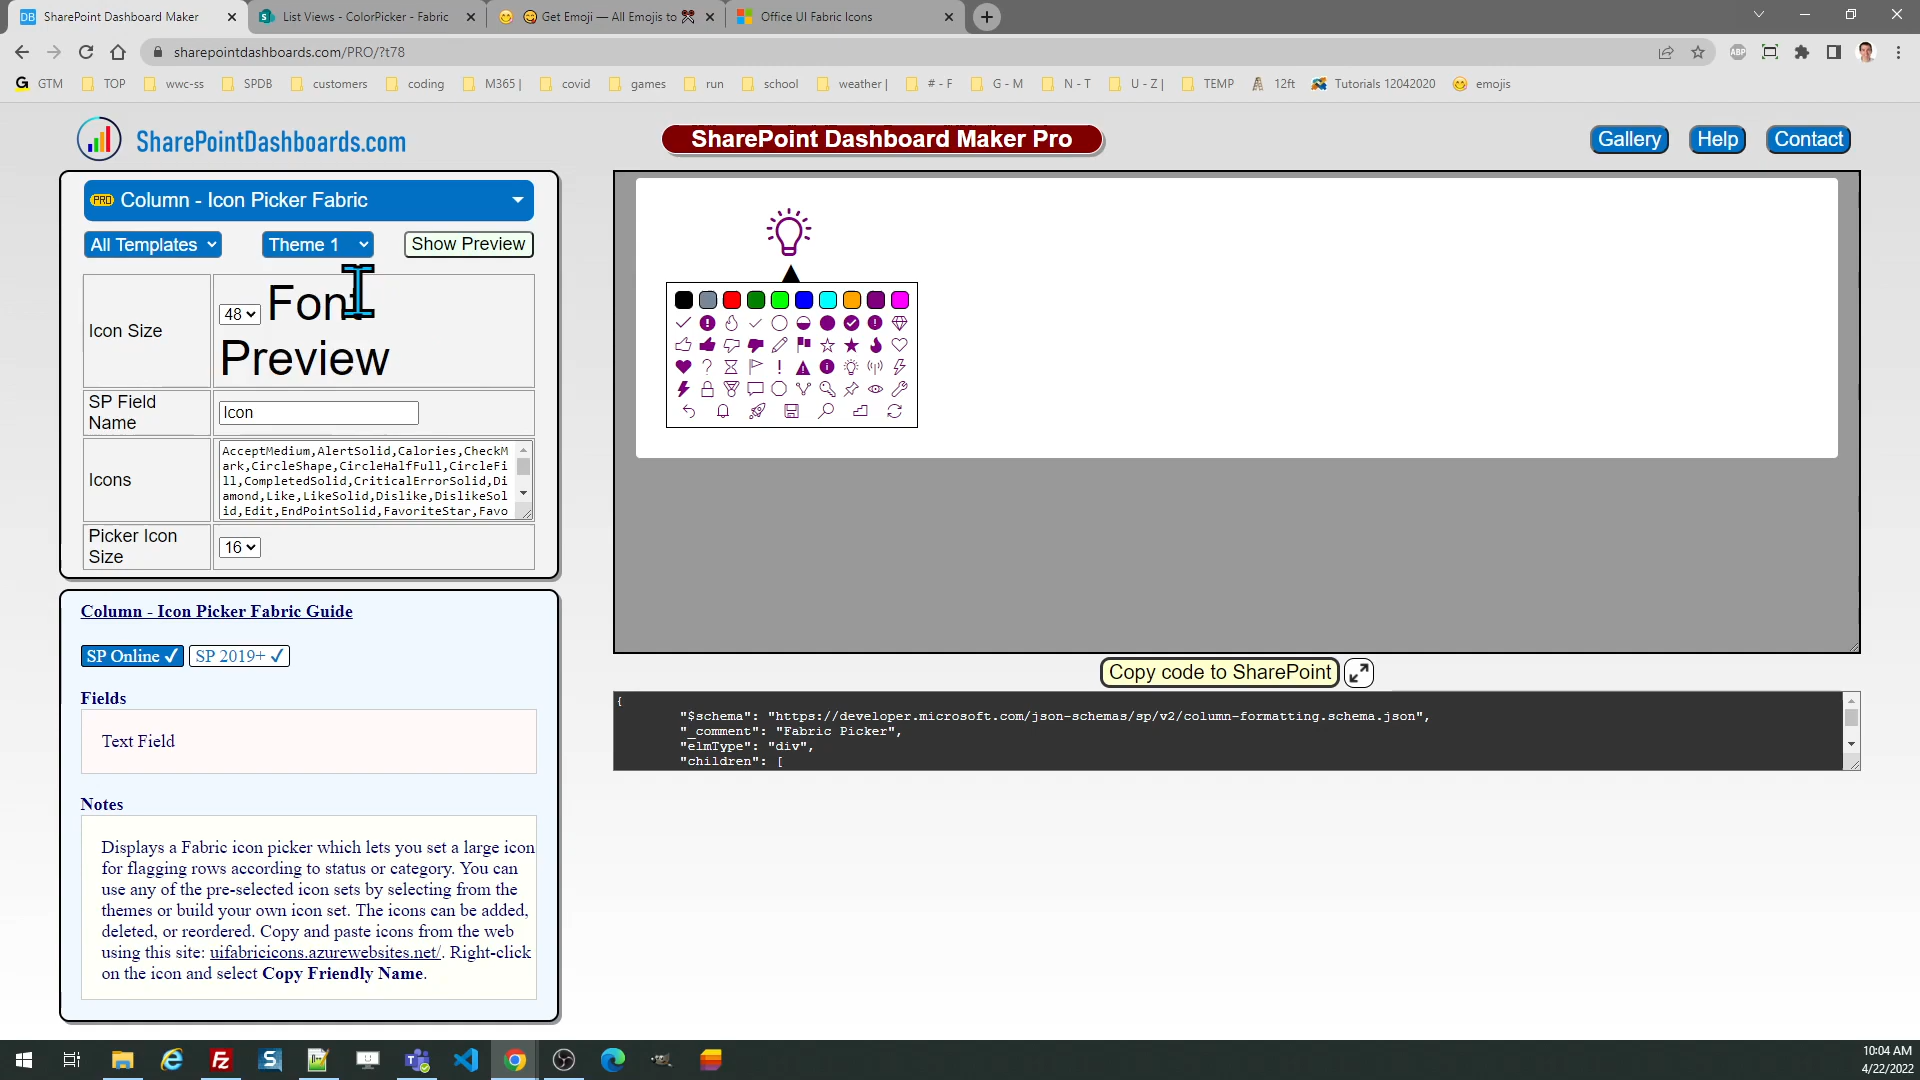 SharePoint Dashboard Maker
List Views - ColorPicker - Fabric
Get Emoji — All Emojis to
Office UI Fabric Icons
sharepointdashboards.com/PRO/?t78
ABP
G GTM
TOP
wwc-ss
SPDB
customers
coding
M365 |
covid
games
run
school
weather |
# - F
G - M
N - T
U - Z |
TEMP
12ft
Tutorials 12042020
emojis
SharePointDashboards.com
SharePoint Dashboard Maker Pro
Gallery
Help
Contact
PRO Column - Icon Picker Fabric
All Templates
Theme 1
Show Preview
Icon Size
48 Font
Preview
SP Field
Name
Icon
Icons
AcceptMedium,AlertSolid,Calories,CheckM
ark,CircleShape,CircleHalfFull,CircleFi
ll,CompletedSolid,CriticalErrorSolid,Di
amond,Like,LikeSolid,Dislike,DislikeSol
id,Edit,EndPointSolid,FavoriteStar,Favo
Picker Icon
Size
16
Column - Icon Picker Fabric Guide
SP Online ✓
SP 2019+ ✓
Fields
Text Field
Notes
Displays a Fabric icon picker which lets you set a large icon
for flagging rows according to status or category. You can
use any of the pre-selected icon sets by selecting from the
themes or build your own icon set. The icons can be added,
deleted, or reordered. Copy and paste icons from the web
using this site: uifabricicons.azurewebsites.net/. Right-click
on the icon and select Copy Friendly Name.
Copy code to SharePoint
{
"$schema": "https://developer.microsoft.com/json-schemas/sp/v2/column-formatting.schema.json",
"_comment": "Fabric Picker",
"elmType": "div",
"children": [
10:04 AM
4/22/2022